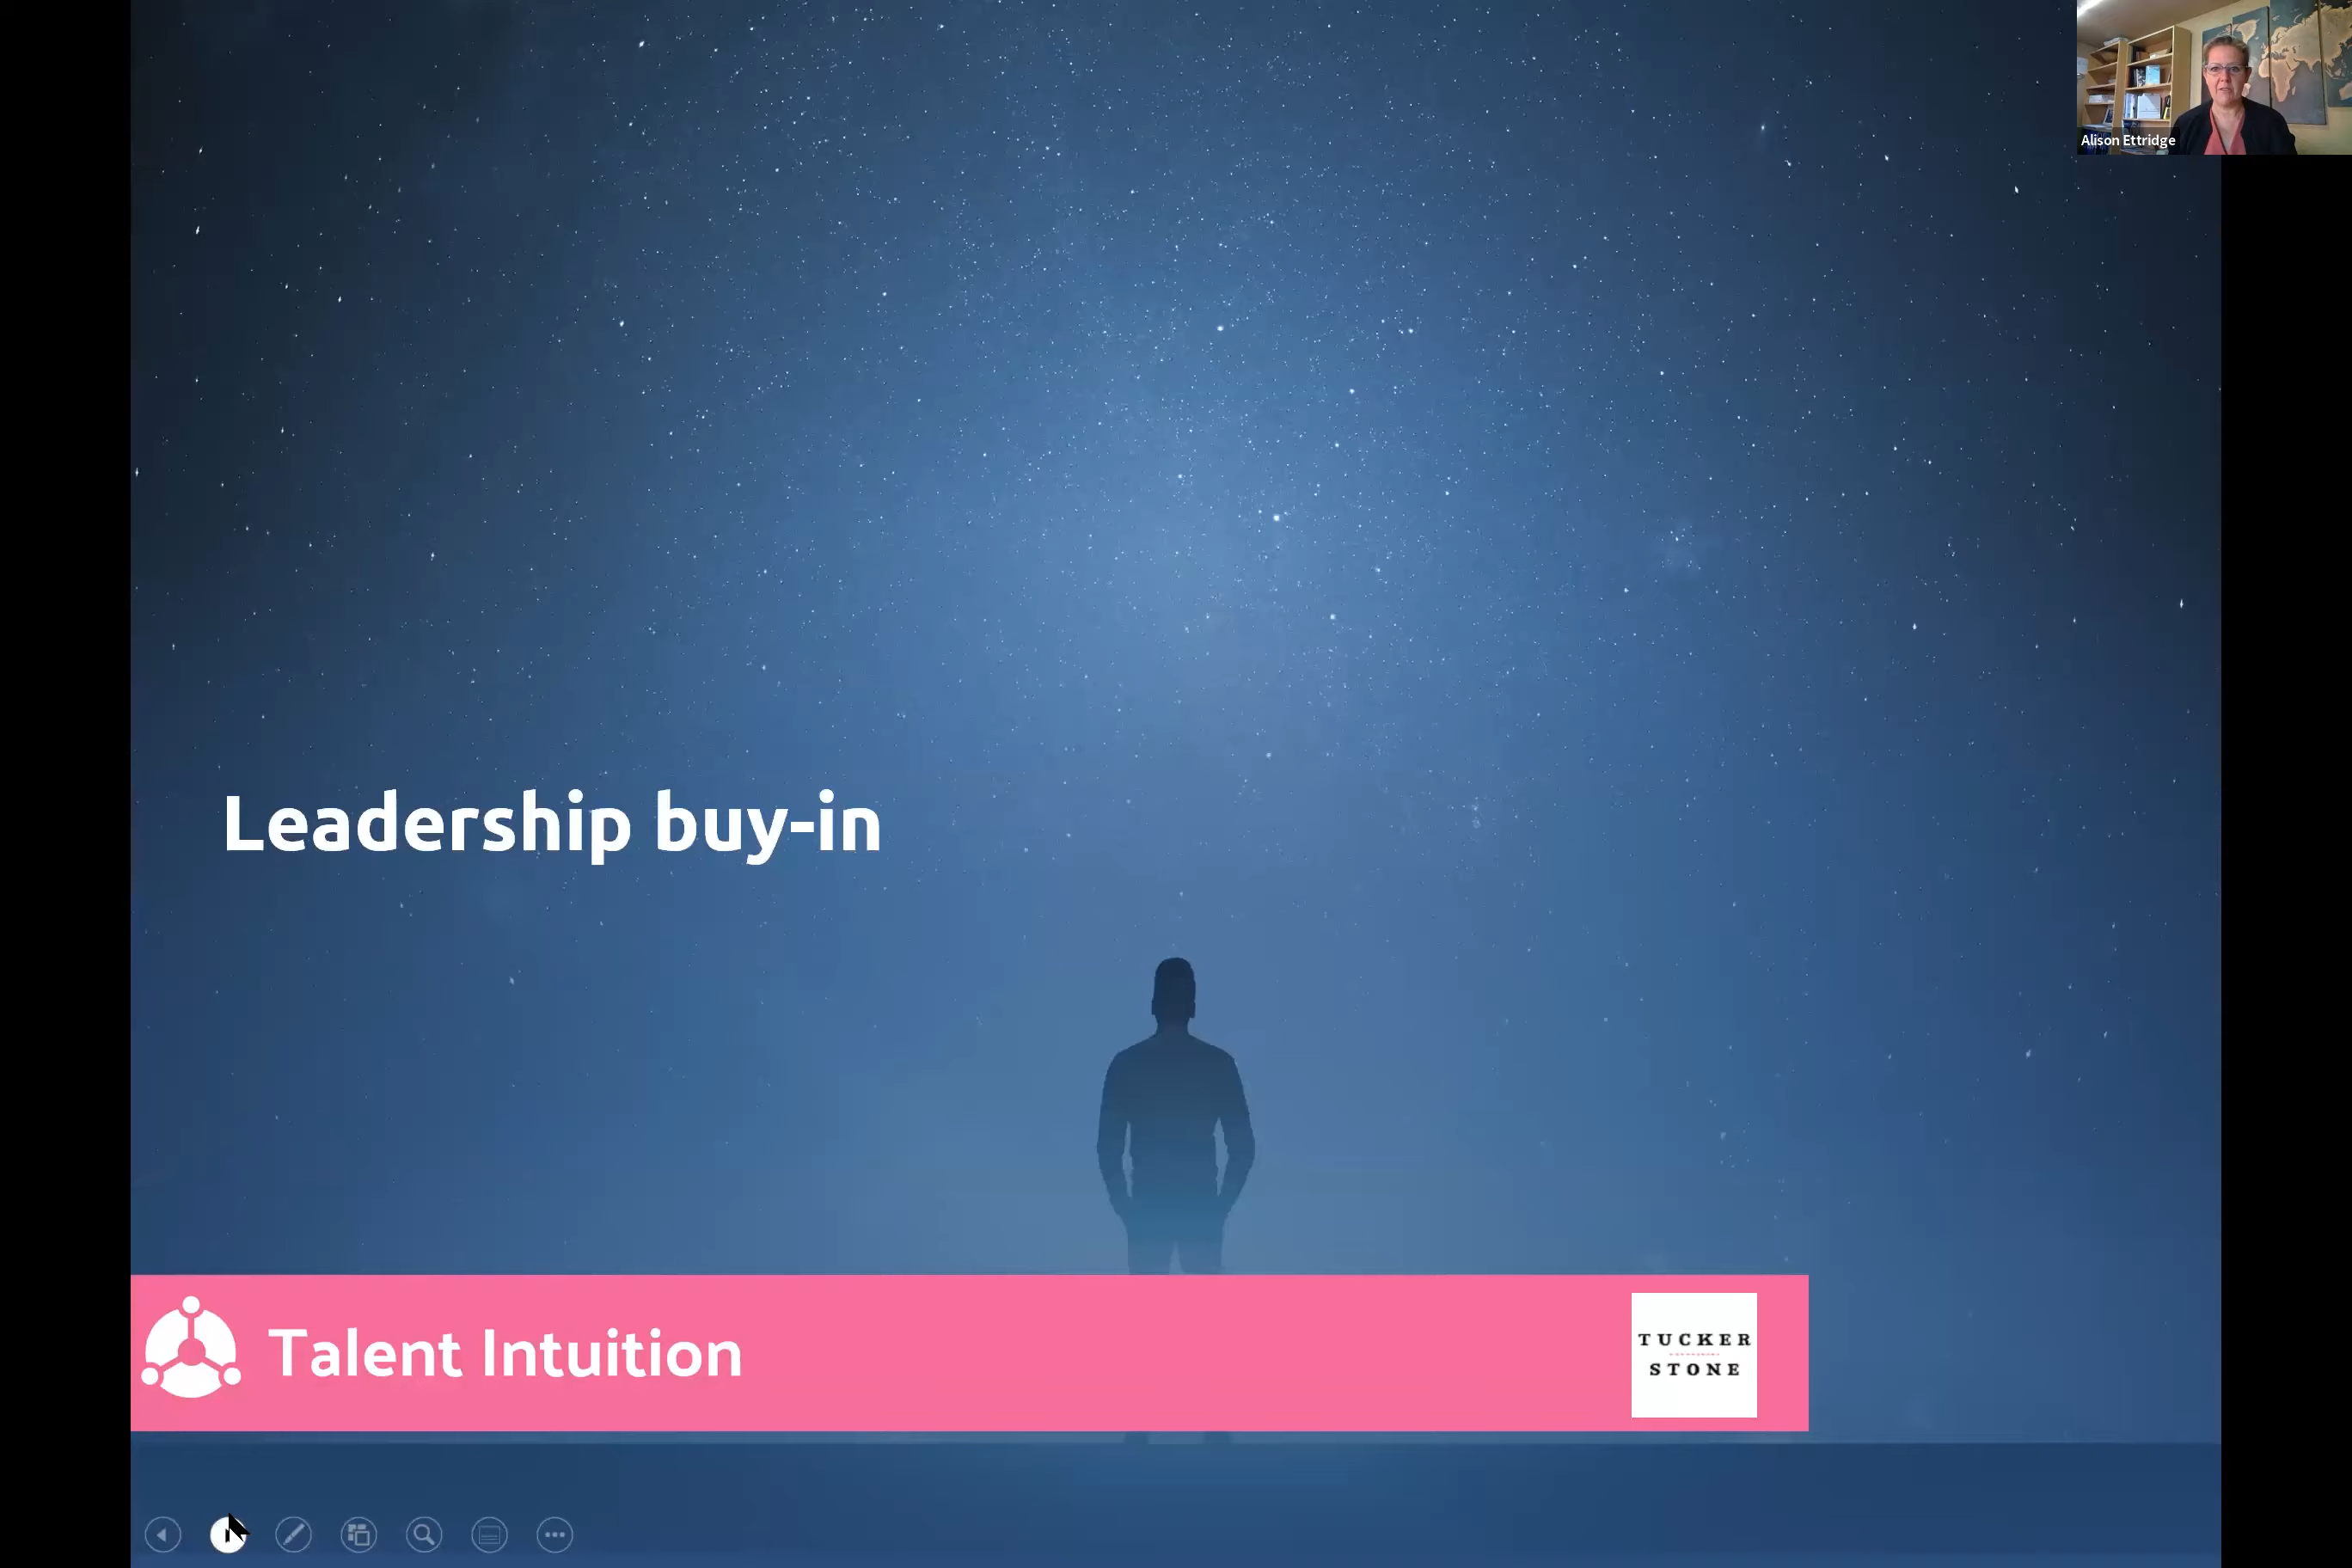 Alison Ettridge
Leadership buy-in
Talent Intuition
TUCKER
STONE